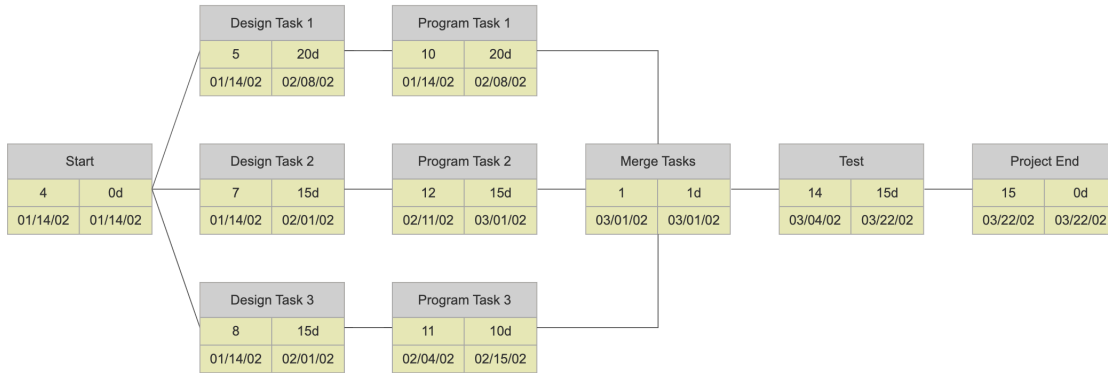 Design Task 1
5 20d
01/14/02 02/08/02
Program Task 1
10 20d
01/14/02 02/08/02
Start
4 0d
01/14/02 01/14/02
Design Task 2
7 15d
01/14/02 02/01/02
Program Task 2
12 15d
02/11/02 03/01/02
Merge Tasks
1 1d
03/01/02 03/01/02
Test
14 15d
03/04/02 03/22/02
Project End
15 0d
03/22/02 03/22/02
Design Task 3
8 15d
01/14/02 02/01/02
Program Task 3
11 10d
02/04/02 02/15/02